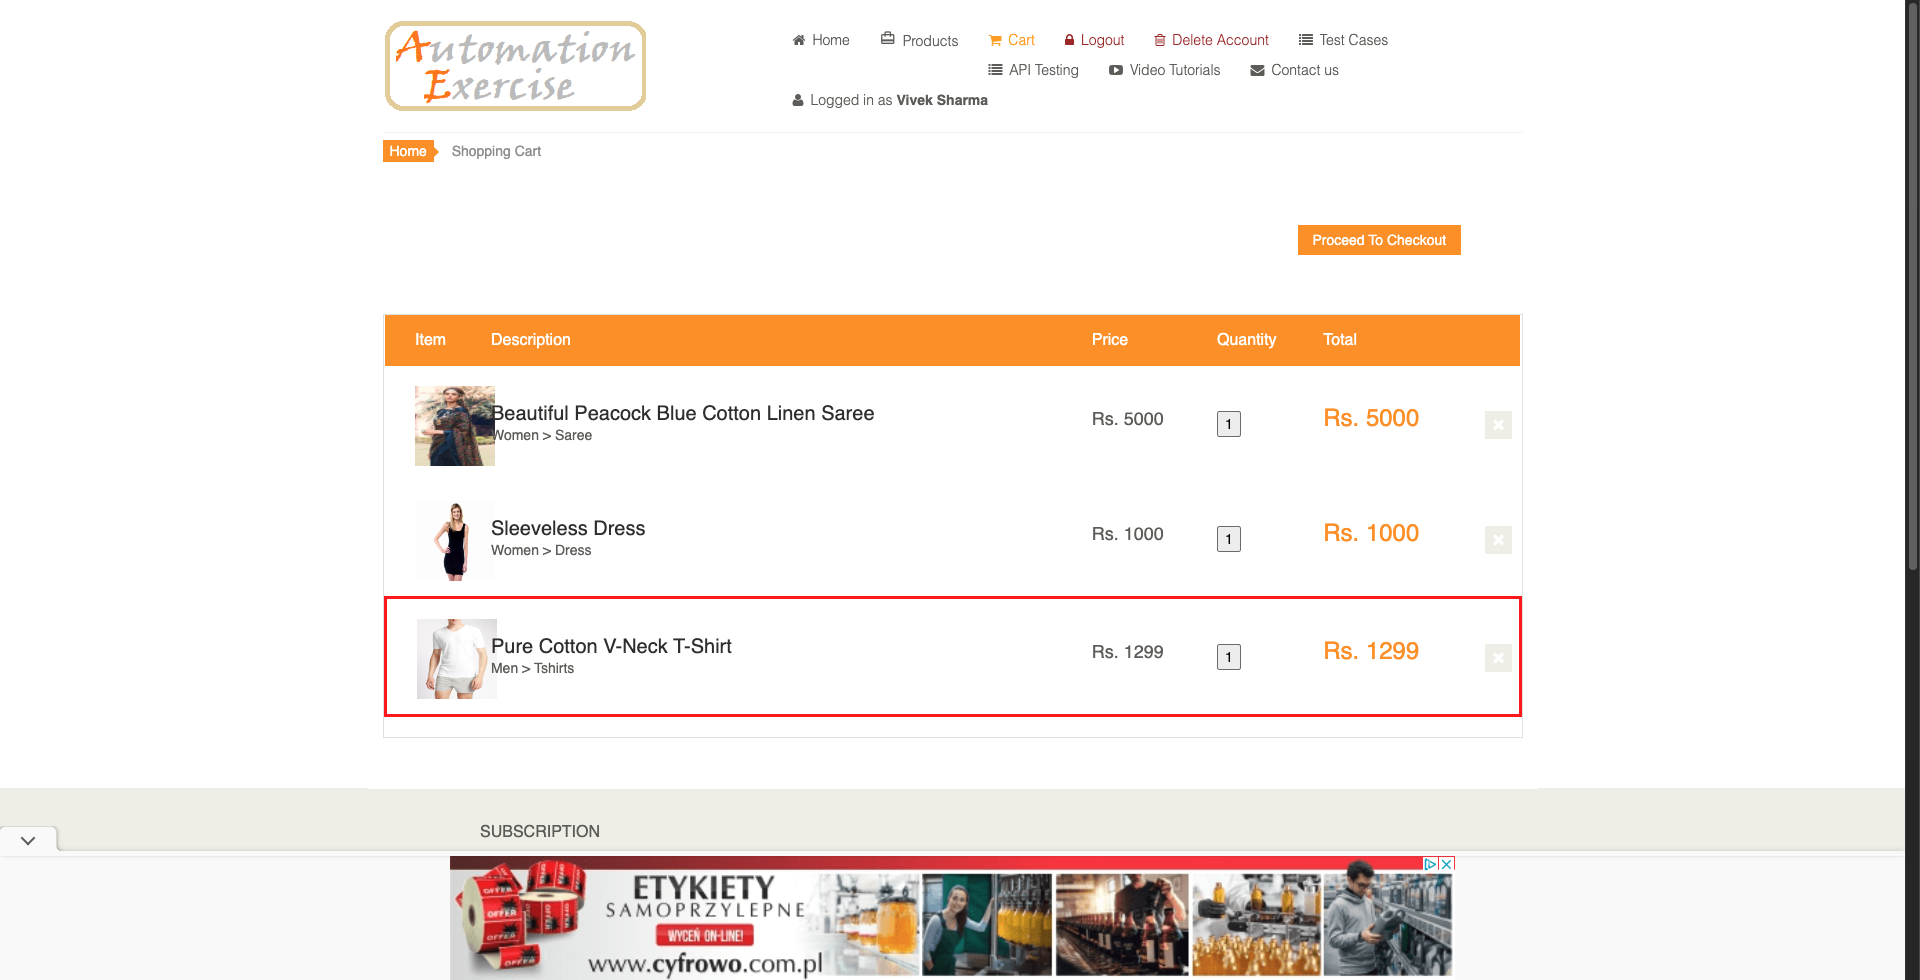 Automation
Exercise
Home
Products
Cart
Logout
Delete Account
Test Cases
API Testing
Video Tutorials
Contact us
Logged in as Vivek Sharma
Home
Shopping Cart
Proceed To Checkout
Item Description Price Quantity Total
Beautiful Peacock Blue Cotton Linen Saree
Women > Saree
Rs. 5000
1
Rs. 5000
Sleeveless Dress
Women > Dress
Rs. 1000
1
Rs. 1000
Pure Cotton V-Neck T-Shirt
Men > Tshirts
Rs. 1299
1
Rs. 1299
SUBSCRIPTION
OFFER
OFFER
OFFER
OFFER
OFFER
ETYKIETY
SAMOPRZYLEPNE
WYCEŃ ON-LINE!
www.cyfrowo.com.pl